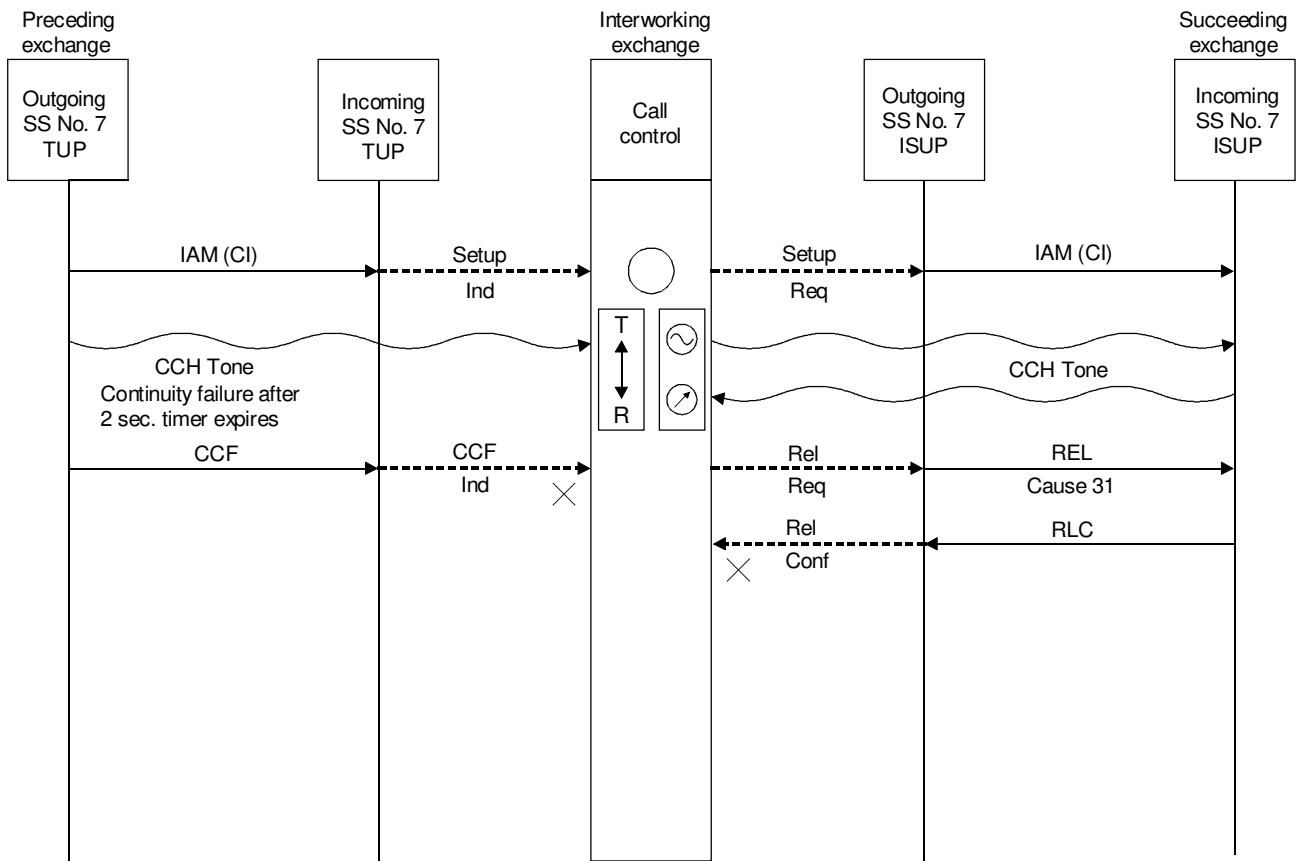 Preceding
exchange
Interworking
exchange
Succeeding
exchange
Outgoing
SS No. 7
TUP
Incoming
SS No. 7
TUP
Call
control
Outgoing
SS No. 7
ISUP
Incoming
SS No. 7
ISUP
IAM (CI)
Setup
Ind
Setup
Req
IAM (CI)
CCH Tone
Continuity failure after
2 sec. timer expires
T
R
CCH Tone
CCF
CCF
Ind
Rel
Req
REL
Cause 31
Rel
Conf
RLC